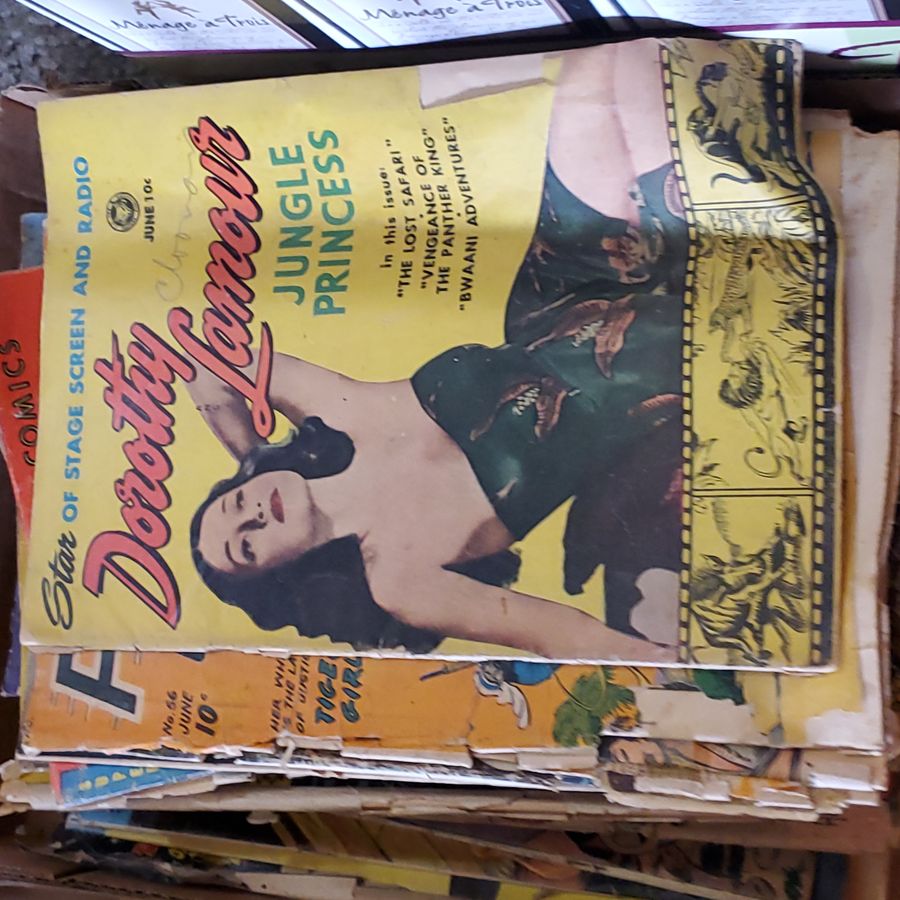 Ménage à Trois
Ménage à Trois
Star OF STAGE SCREEN AND RADIO
JUNE 10¢
Dorothy
Lamour
JUNGLE
PRINCESS
in this issue:
"THE LOST SAFARI"
"VENGEANCE OF
THE PANTHER KING"
"BWAANI ADVENTURES"
COMICS
No. 56
JUNE
10¢
TIGER
GIRL